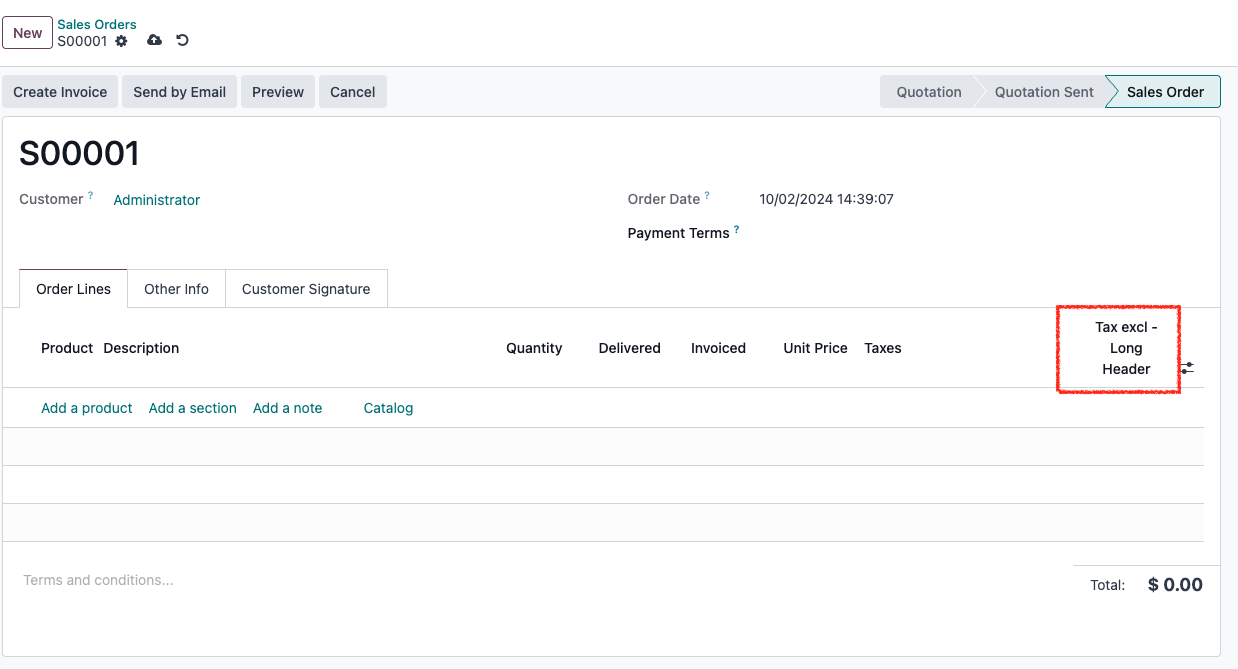 New
Sales Orders
S00001
Create Invoice Send by Email Preview Cancel Quotation Quotation Sent Sales Order
S00001
Customer ? Administrator
Order Date ? 10/02/2024 14:39:07
Payment Terms ?
Order Lines Other Info Customer Signature
Product Description Quantity Delivered Invoiced Unit Price Taxes
Tax excl -
Long
Header
Add a product Add a section Add a note Catalog
Terms and conditions...
Total: $ 0.00